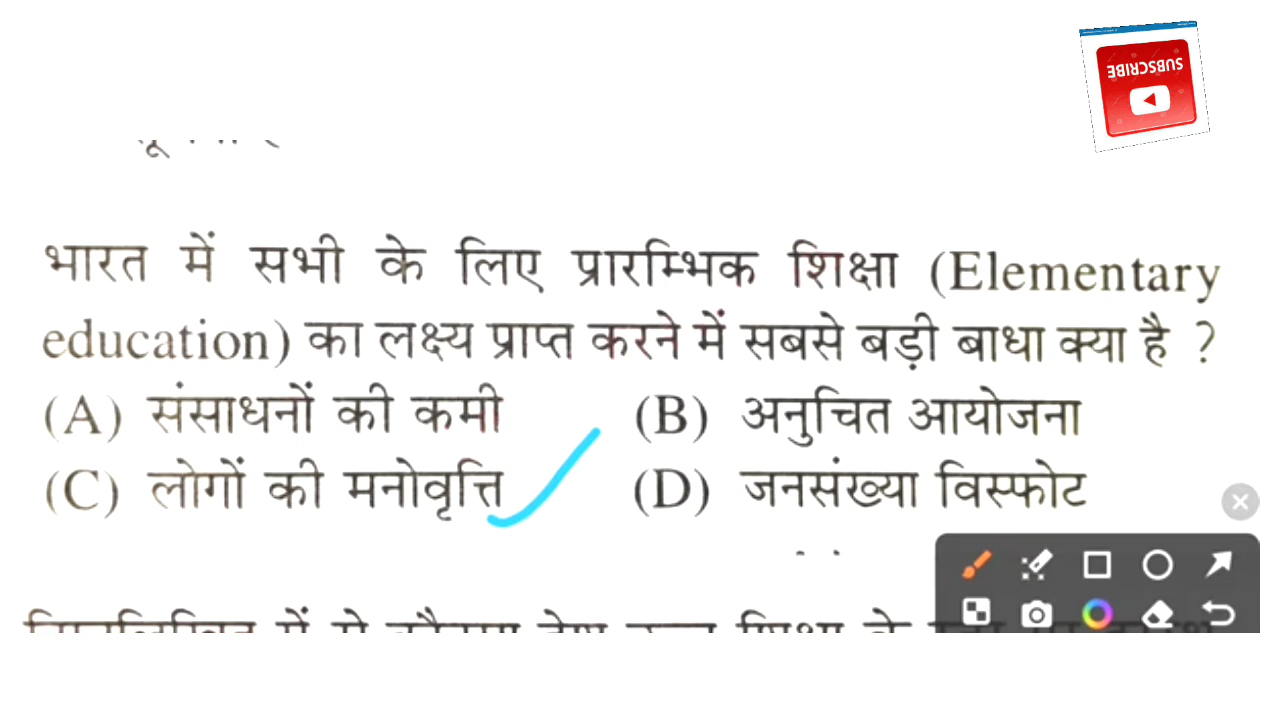 SUBSCRIBE
भारत में सभी के लिए प्रारम्भिक शिक्षा (Elementary
education) का लक्ष्य प्राप्त करने में सबसे बड़ी बाधा क्या है ?
(A) संसाधनों की कमी (B) अनुचित आयोजना
(C) लोगों की मनोवृत्ति (D) जनसंख्या विस्फोट